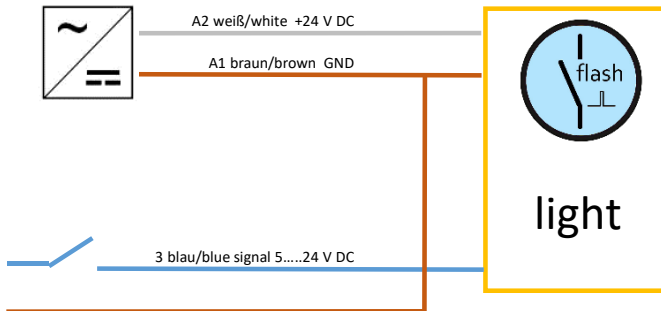 A2 weiß/white  +24 V DC
A1 braun/brown  GND
flash
light
3 blau/blue signal 5.....24 V DC